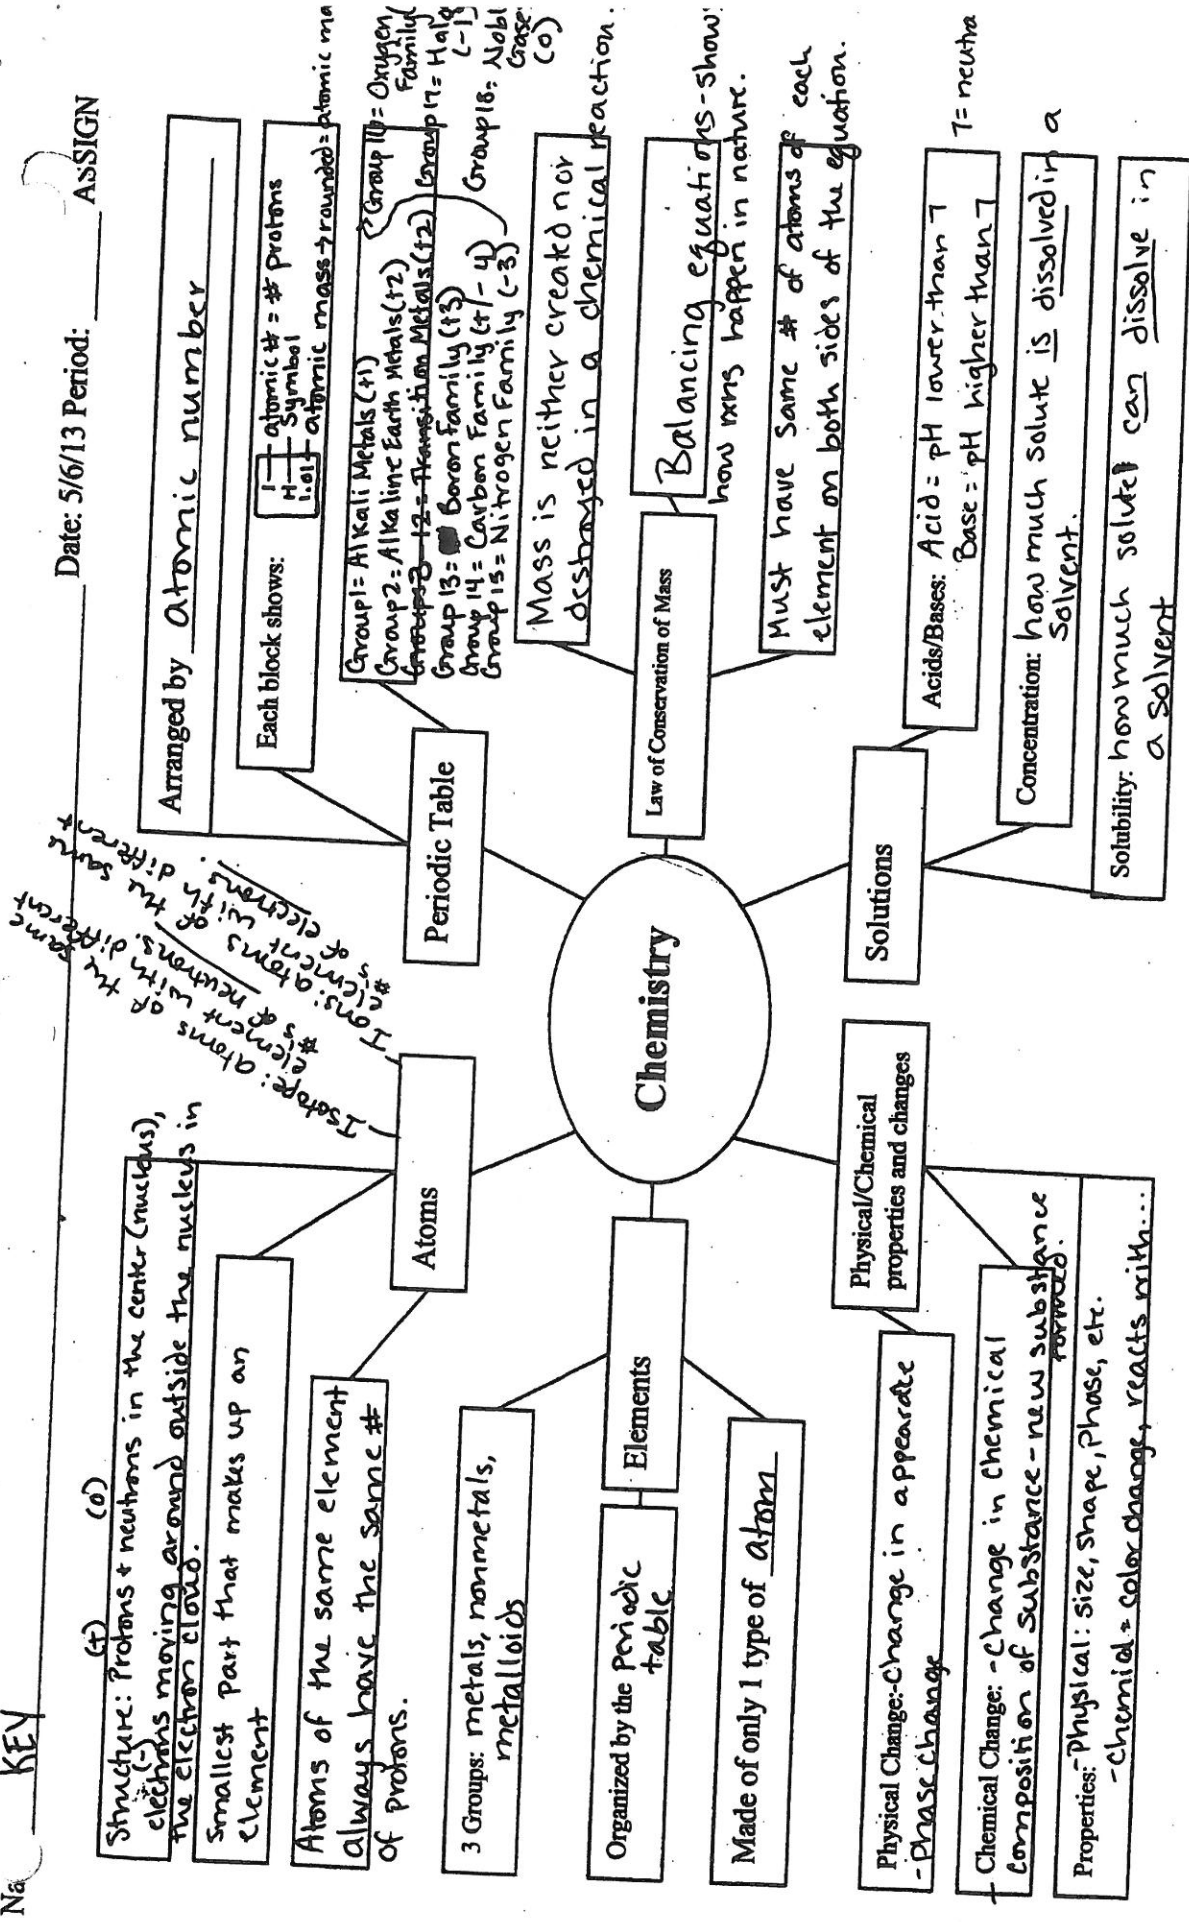 Na KEY Date: 5/6/13 Period: AsSIGN
(+) (0)
Structure: Protons + neutrons in the center (nucleus),
(-)
electrons moving around outside the nucleus in
the electron cloud.
Smallest Part that makes up an
element
Atoms of the same element
always have the same #
of protons.
Atoms
Isotope: atoms of the same
element with different
#'s of neutrons.
Ions: atoms of the same
element with different
#'s of electrons.
Arranged by atomic number
Each block shows:
1 atomic # = # protons
H Symbol
1.01 atomic mass → rounded = atomic ma
Periodic Table
Group 1 = Alkali Metals (+1)
Group 2 = Alkaline Earth Metals (+2)
Groups 3-12 = Transition Metals (+2)
Group 13 = Boron Family (+3)
Group 14 = Carbon Family (+/- 4)
Group 15 = Nitrogen Family (-3)
Group 16 = Oxygen
Family (
Group 17 = Halo
(-1)
Group 18: Nobl
Gase
(0)
3 Groups: metals, nonmetals,
metalloids
Elements
Organized by the Periodic
table
Made of only 1 type of atom
Chemistry
Law of Conservation of Mass
Mass is neither created nor
destroyed in a chemical reaction.
Balancing equations-show
how rxns happen in nature.
Must have same # of atoms of each
element on both sides of the equation.
Physical/Chemical
properties and changes
Physical Change:-Change in appearance
-Phase change
Chemical Change: -Change in chemical
composition of substance-new substance
formed.
Properties: -Physical: size, shape, Phase, etc.
-Chemical = color change, reacts with...
Solutions
Acids/Bases: Acid = pH lower than 7
Base = pH higher than 7
7 = neutra
Concentration: how much solute is dissolved in a
solvent.
Solubility: how much solute can dissolve in
a solvent